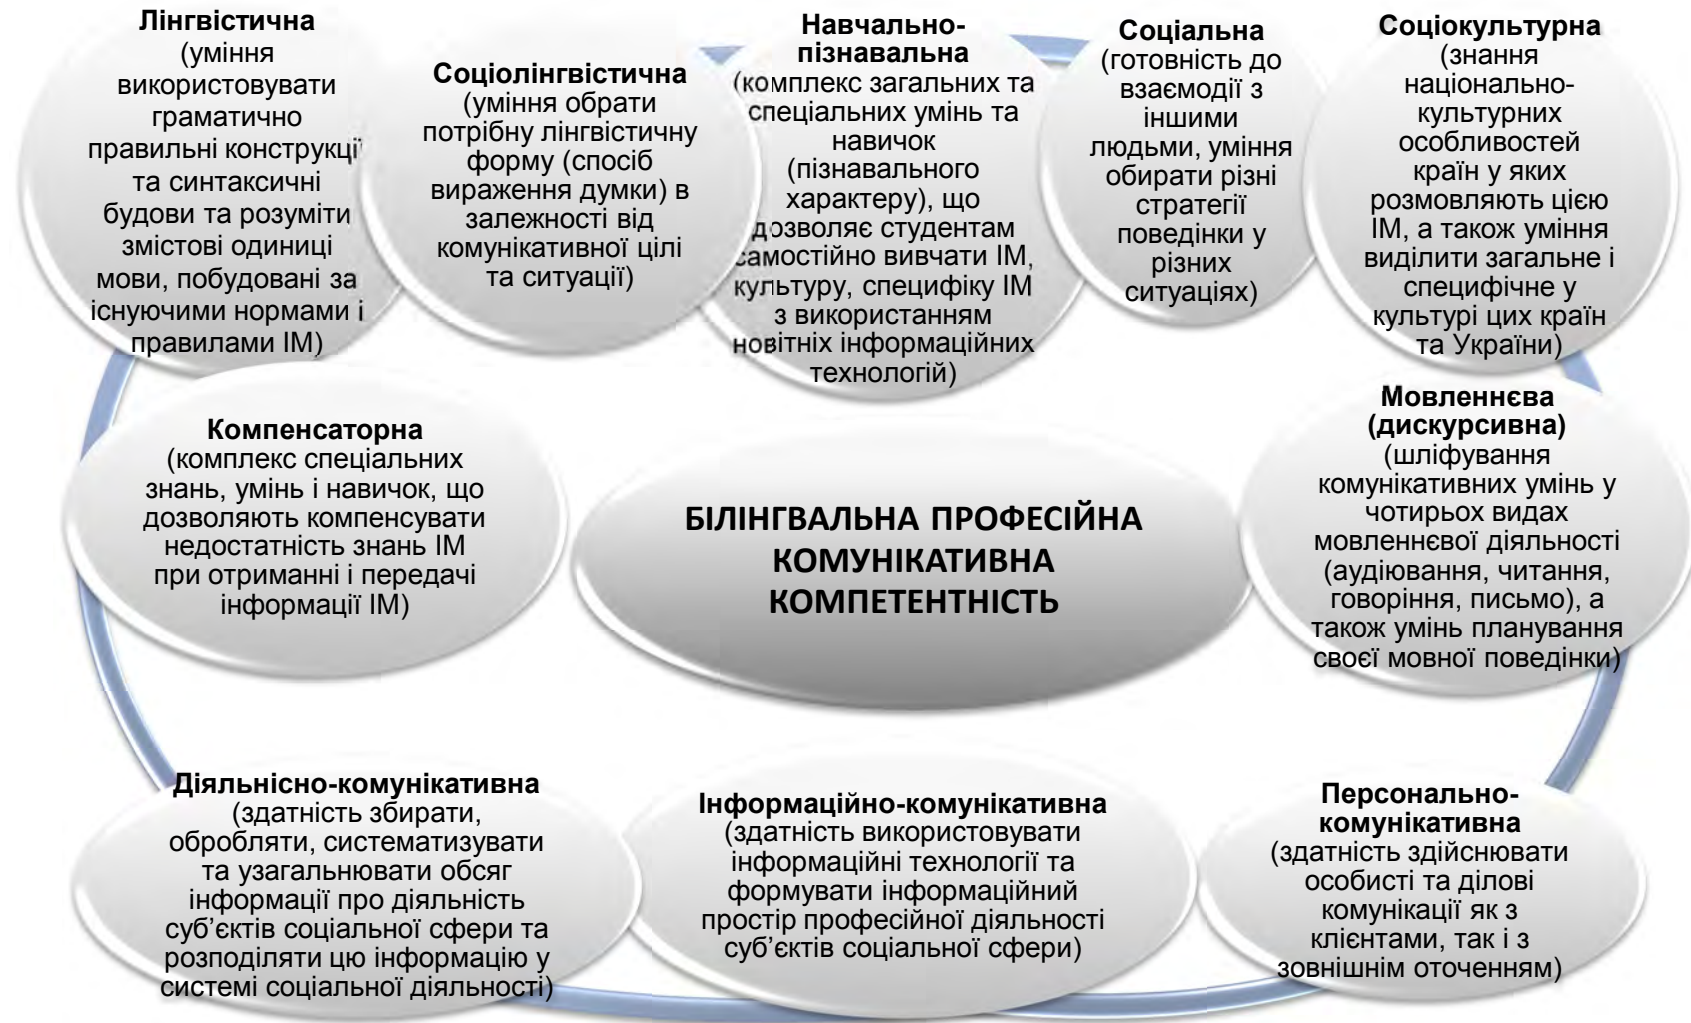 Лінгвістична
(уміння
використовувати
граматично
правильні конструкції
та синтаксичні
будови та розуміти
змістові одиниці
мови, побудовані за
існуючими нормами і
правилами ІМ)
Соціолінгвістична
(уміння обрати
потрібну лінгвістичну
форму (спосіб
вираження думки) в
залежності від
комунікативної цілі
та ситуації)
Навчально-
пізнавальна
(комплекс загальних та
спеціальних умінь та
навичок
(пізнавального
характеру), що
дозволяє студентам
самостійно вивчати ІМ,
культуру, специфіку ІМ
з використанням
новітніх інформаційних
технологій)
Соціальна
(готовність до
взаємодії з
іншими
людьми, уміння
обирати різні
стратегії
поведінки у
різних
ситуаціях)
Соціокультурна
(знання
національно-
культурних
особливостей
країн у яких
розмовляють цією
ІМ, а також уміння
виділити загальне і
специфічне у
культурі цих країн
та України)
Компенсаторна
(комплекс спеціальних
знань, умінь і навичок, що
дозволяють компенсувати
недостатність знань ІМ
при отриманні і передачі
інформації ІМ)
БІЛІНГВАЛЬНА ПРОФЕСІЙНА
КОМУНІКАТИВНА
КОМПЕТЕНТНІСТЬ
Мовленнєва
(дискурсивна)
(шліфування
комунікативних умінь у
чотирьох видах
мовленнєвої діяльності
(аудіювання, читання,
говоріння, письмо), а
також умінь планування
своєї мовної поведінки)
Діяльнісно-комунікативна
(здатність збирати,
обробляти, систематизувати
та узагальнювати обсяг
інформації про діяльність
суб’єктів соціальної сфери та
розподіляти цю інформацію у
системі соціальної діяльності)
Інформаційно-комунікативна
(здатність використовувати
інформаційні технології та
формувати інформаційний
простір професійної діяльності
суб’єктів соціальної сфери)
Персонально-
комунікативна
(здатність здійснювати
особисті та ділові
комунікації як з
клієнтами, так і з
зовнішнім оточенням)